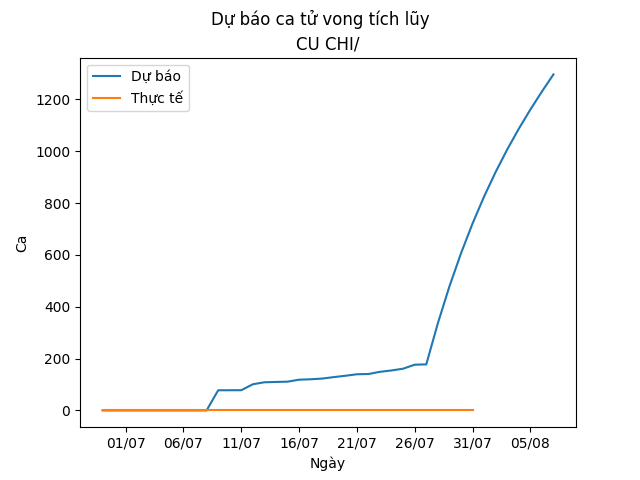 Dự báo ca tử vong tích lũy
CU CHI/
Dự báo
Thực tế
1200
1000
800
600
400
200
0
Ca
01/07 06/07 11/07 16/07 21/07 26/07 31/07 05/08
Ngày